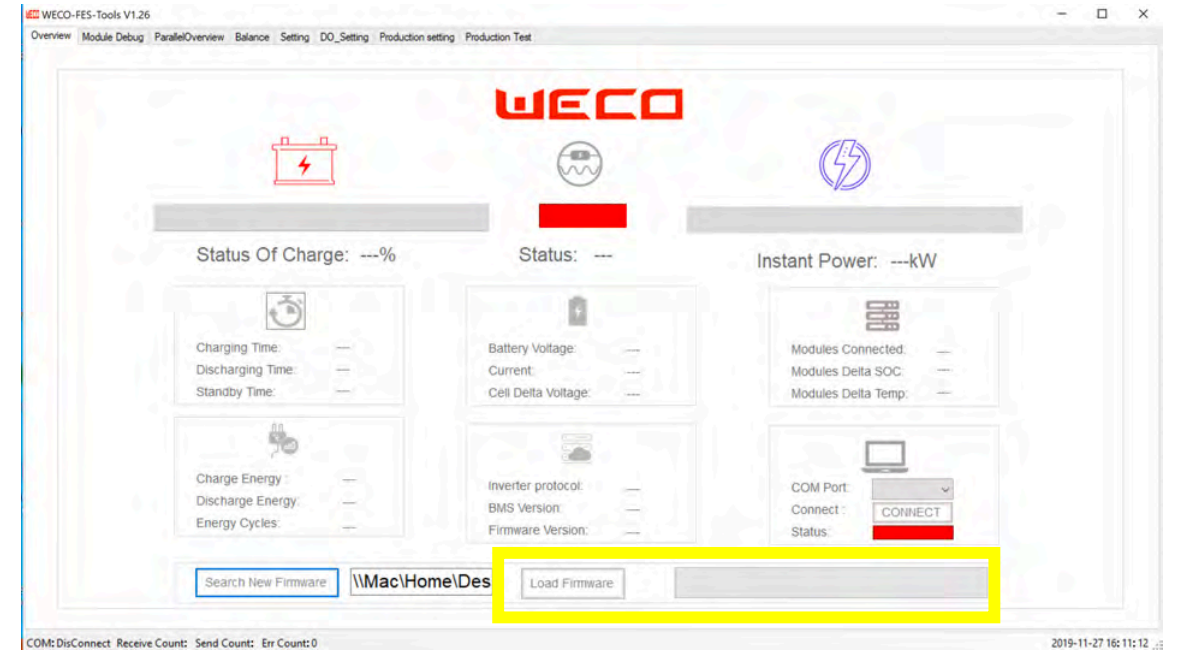 WECO-FES-Tools V1.26
Overview Module Debug ParallelOverview Balance Setting DO_Setting Production setting Production Test
WECO
Status Of Charge: ---%
Status: ---
Instant Power: ---kW
Charging Time: ---
Discharging Time: ---
Standby Time: ---
Battery Voltage: ---
Current: ---
Cell Delta Voltage: ---
Modules Connected: ---
Modules Delta SOC: ---
Modules Delta Temp: ---
Charge Energy : ---
Discharge Energy: ---
Energy Cycles: ---
Inverter protocol: ---
BMS Version: ---
Firmware Version: ---
COM Port:
Connect : CONNECT
Status:
Search New Firmware \\Mac\Home\Des Load Firmware
COM: DisConnect Receive Count: Send Count: Err Count: 0 2019-11-27 16:11:12